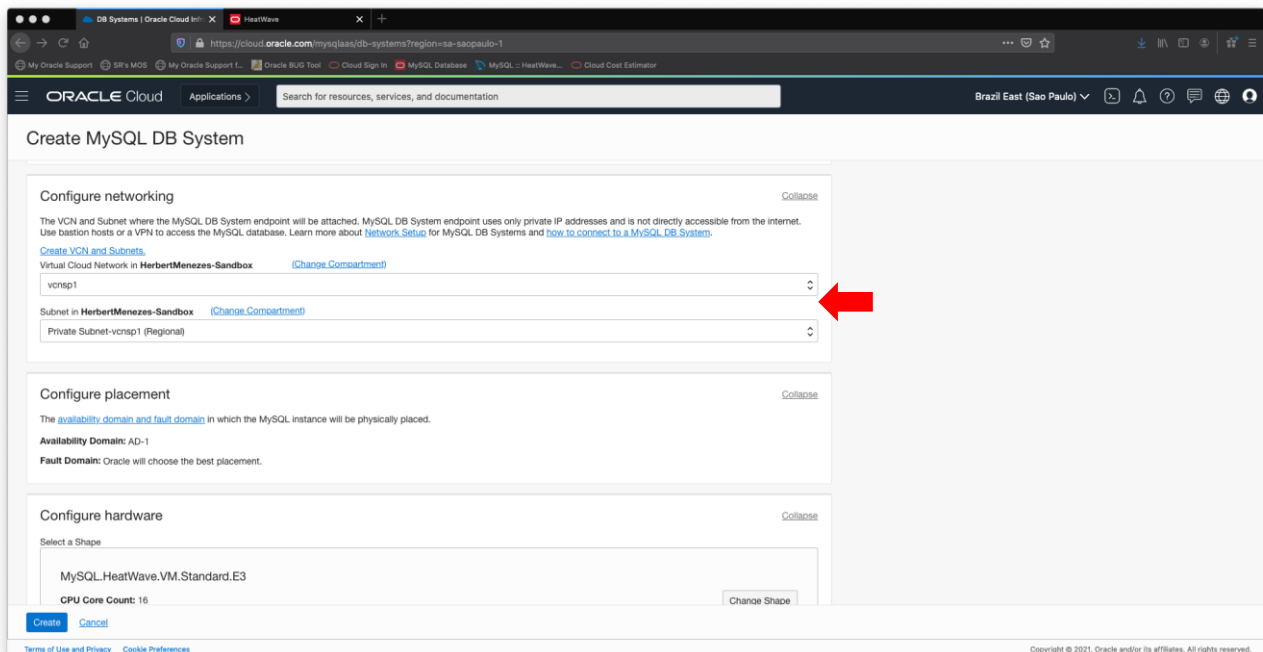 DB Systems | Oracle Cloud Infr
HeatWave
https://cloud.oracle.com/mysqlaas/db-systems?region=sa-saopaulo-1
My Oracle Support
SR's MOS
My Oracle Support f...
Oracle BUG Tool
Cloud Sign In
MySQL Database
MySQL :: HeatWave...
Cloud Cost Estimator
ORACLE Cloud
Applications >
Search for resources, services, and documentation
Brazil East (Sao Paulo)
Create MySQL DB System
Configure networking
Collapse
The VCN and Subnet where the MySQL DB System endpoint will be attached. MySQL DB System endpoint uses only private IP addresses and is not directly accessible from the internet.
Use bastion hosts or a VPN to access the MySQL database. Learn more about Network Setup for MySQL DB Systems and how to connect to a MySQL DB System.
Create VCN and Subnets.
Virtual Cloud Network in HerbertMenezes-Sandbox (Change Compartment)
vcnsp1
Subnet in HerbertMenezes-Sandbox (Change Compartment)
Private Subnet-vcnsp1 (Regional)
Configure placement
Collapse
The availability domain and fault domain in which the MySQL instance will be physically placed.
Availability Domain: AD-1
Fault Domain: Oracle will choose the best placement.
Configure hardware
Collapse
Select a Shape
MySQL.HeatWave.VM.Standard.E3
CPU Core Count: 16
Change Shape
Create
Cancel
Terms of Use and Privacy
Cookie Preferences
Copyright © 2021, Oracle and/or its affiliates. All rights reserved.